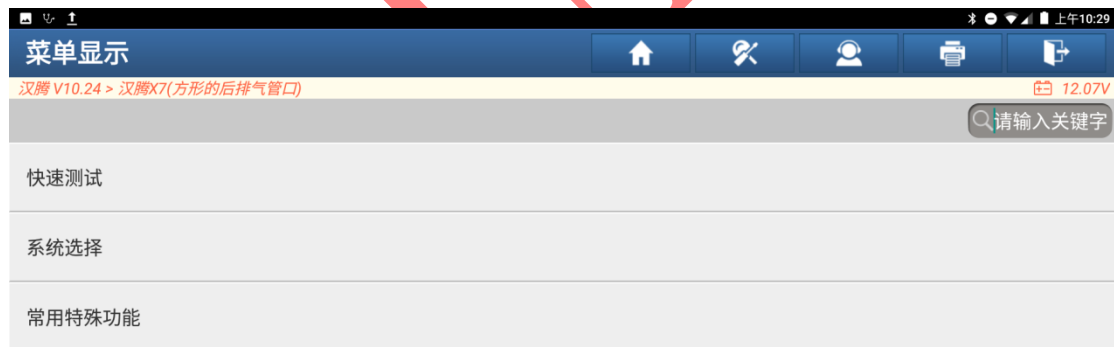 上午10:29
菜单显示
汉腾 V10.24 > 汉腾X7(方形的后排气管口)
12.07V
请输入关键字
快速测试
系统选择
常用特殊功能